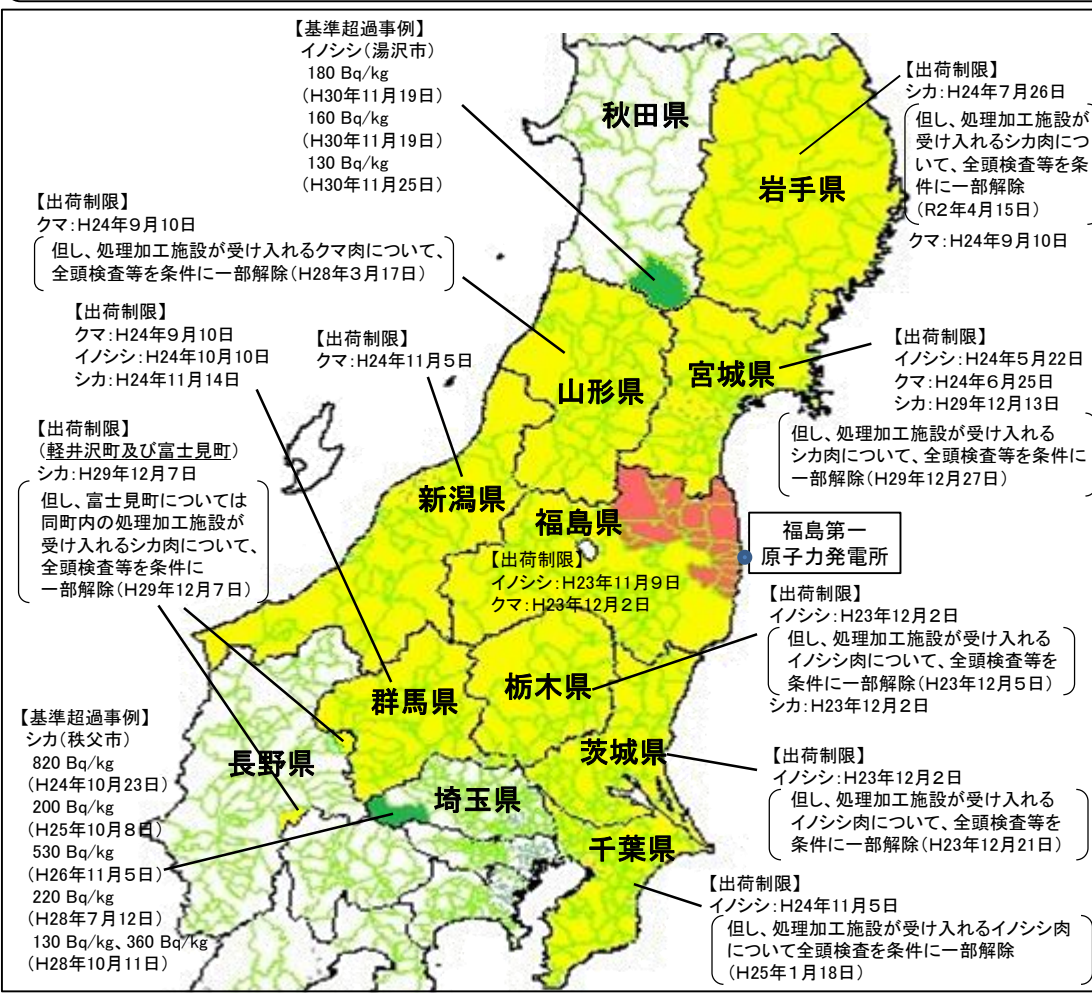 【基準超過事例】
イノシシ(湯沢市)
180 Bq/kg
(H30年11月19日)
160 Bq/kg
(H30年11月19日)
130 Bq/kg
(H30年11月25日)
秋田県
【出荷制限】
シカ:H24年7月26日
但し、処理加工施設が
受け入れるシカ肉につ
いて、全頭検査等を条
件に一部解除
(R2年4月15日)
クマ:H24年9月10日
岩手県
【出荷制限】
クマ:H24年9月10日
但し、処理加工施設が受け入れるクマ肉について、
全頭検査等を条件に一部解除(H28年3月17日)
【出荷制限】
クマ:H24年9月10日
イノシシ:H24年10月10日
シカ:H24年11月14日
【出荷制限】
クマ:H24年11月5日
山形県
宮城県
【出荷制限】
イノシシ:H24年5月22日
クマ:H24年6月25日
シカ:H29年12月13日
但し、処理加工施設が受け入れる
シカ肉について、全頭検査等を条件に
一部解除(H29年12月27日)
【出荷制限】
(軽井沢町及び富士見町)
シカ:H29年12月7日
但し、富士見町については
同町内の処理加工施設が
受け入れるシカ肉について、
全頭検査等を条件に
一部解除(H29年12月7日)
新潟県
福島県
【出荷制限】
イノシシ:H23年11月9日
クマ:H23年12月2日
福島第一
原子力発電所
【出荷制限】
イノシシ:H23年12月2日
但し、処理加工施設が受け入れる
イノシシ肉について、全頭検査等を
条件に一部解除(H23年12月5日)
シカ:H23年12月2日
群馬県
栃木県
茨城県
【出荷制限】
イノシシ:H23年12月2日
但し、処理加工施設が受け入れる
イノシシ肉について、全頭検査等を
条件に一部解除(H23年12月21日)
【基準超過事例】
シカ(秩父市)
820 Bq/kg
(H24年10月23日)
200 Bq/kg
(H25年10月8日)
530 Bq/kg
(H26年11月5日)
220 Bq/kg
(H28年7月12日)
130 Bq/kg、360 Bq/kg
(H28年10月11日)
長野県
埼玉県
千葉県
【出荷制限】
イノシシ:H24年11月5日
但し、処理加工施設が受け入れるイノシシ肉
について全頭検査を条件に一部解除
(H25年1月18日)